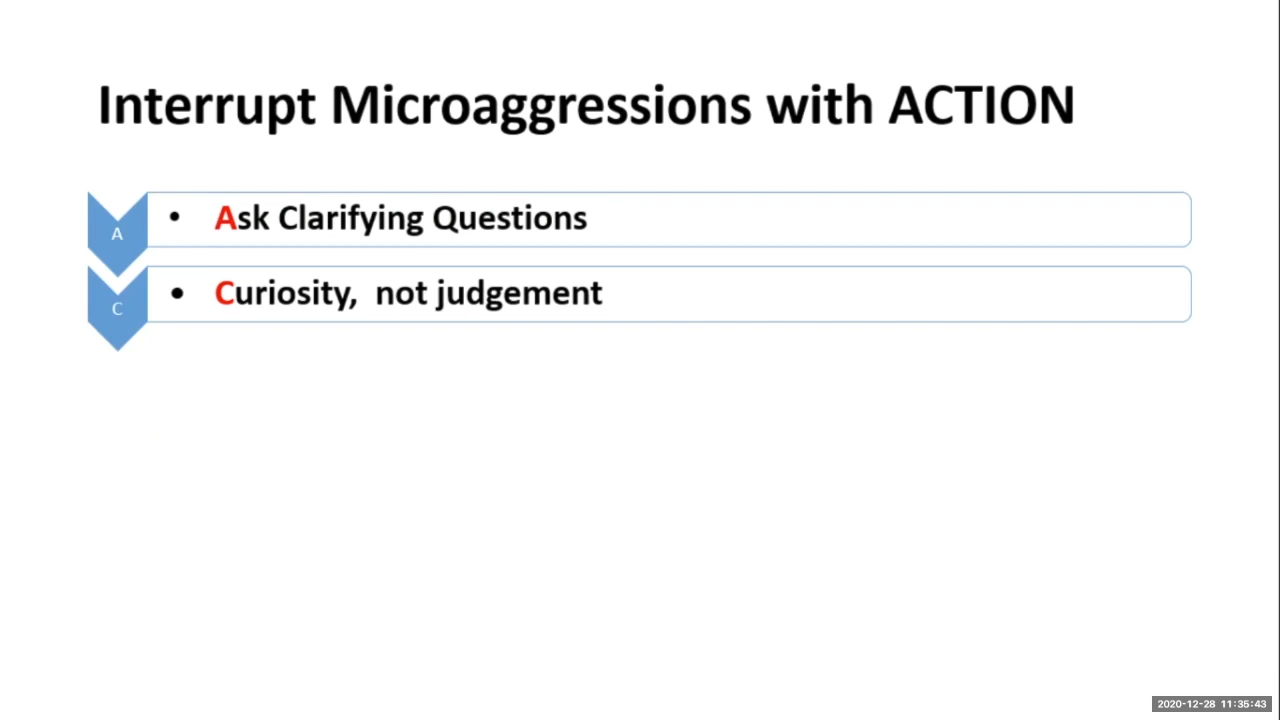 Interrupt Microaggressions with ACTION
A
• Ask Clarifying Questions
C
• Curiosity, not judgement
2020-12-28 11:35:43